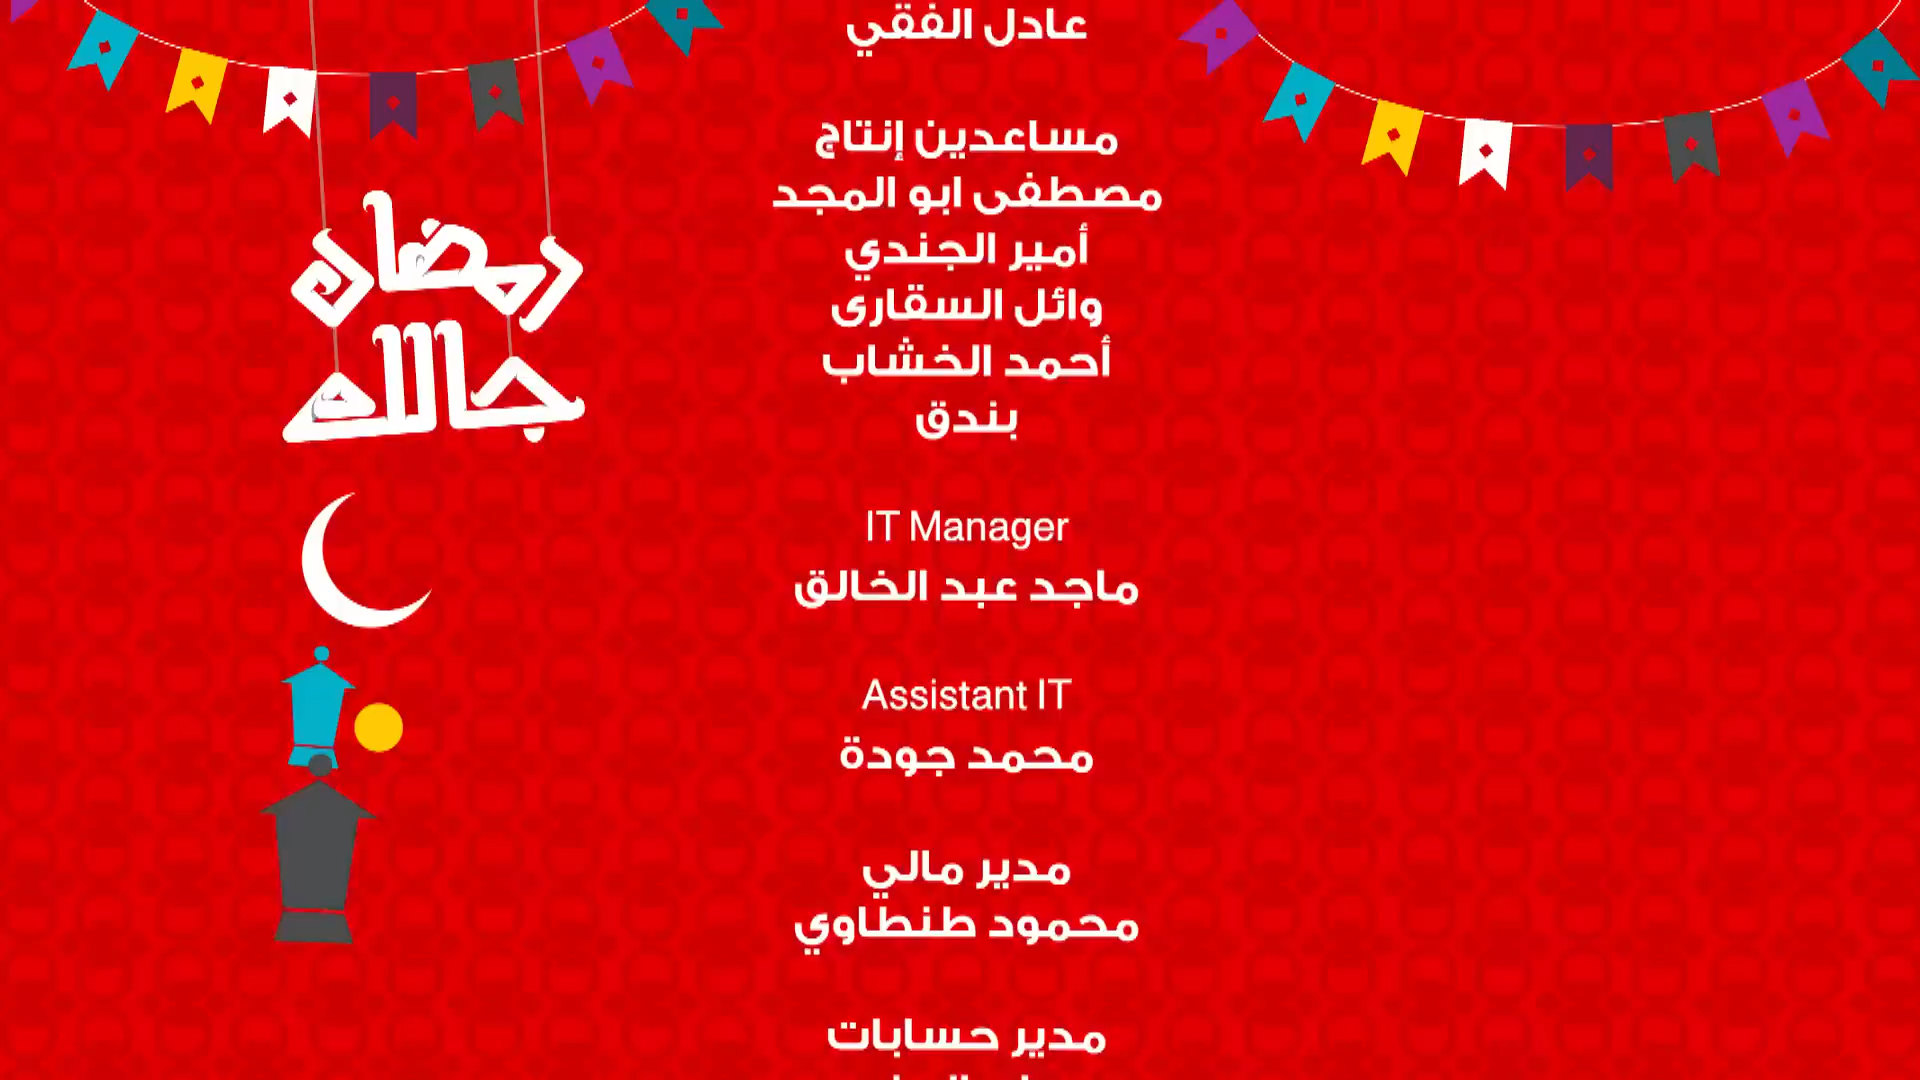 عادل الفقي
مساعدين إنتاج
مصطفى ابو المجد
أمير الجندي
وائل السقارى
أحمد الخشاب
بندق
IT Manager
ماجد عبد الخالق
Assistant IT
محمد جودة
مدير مالي
محمود طنطاوي
مدير حسابات
رمضان
جالك